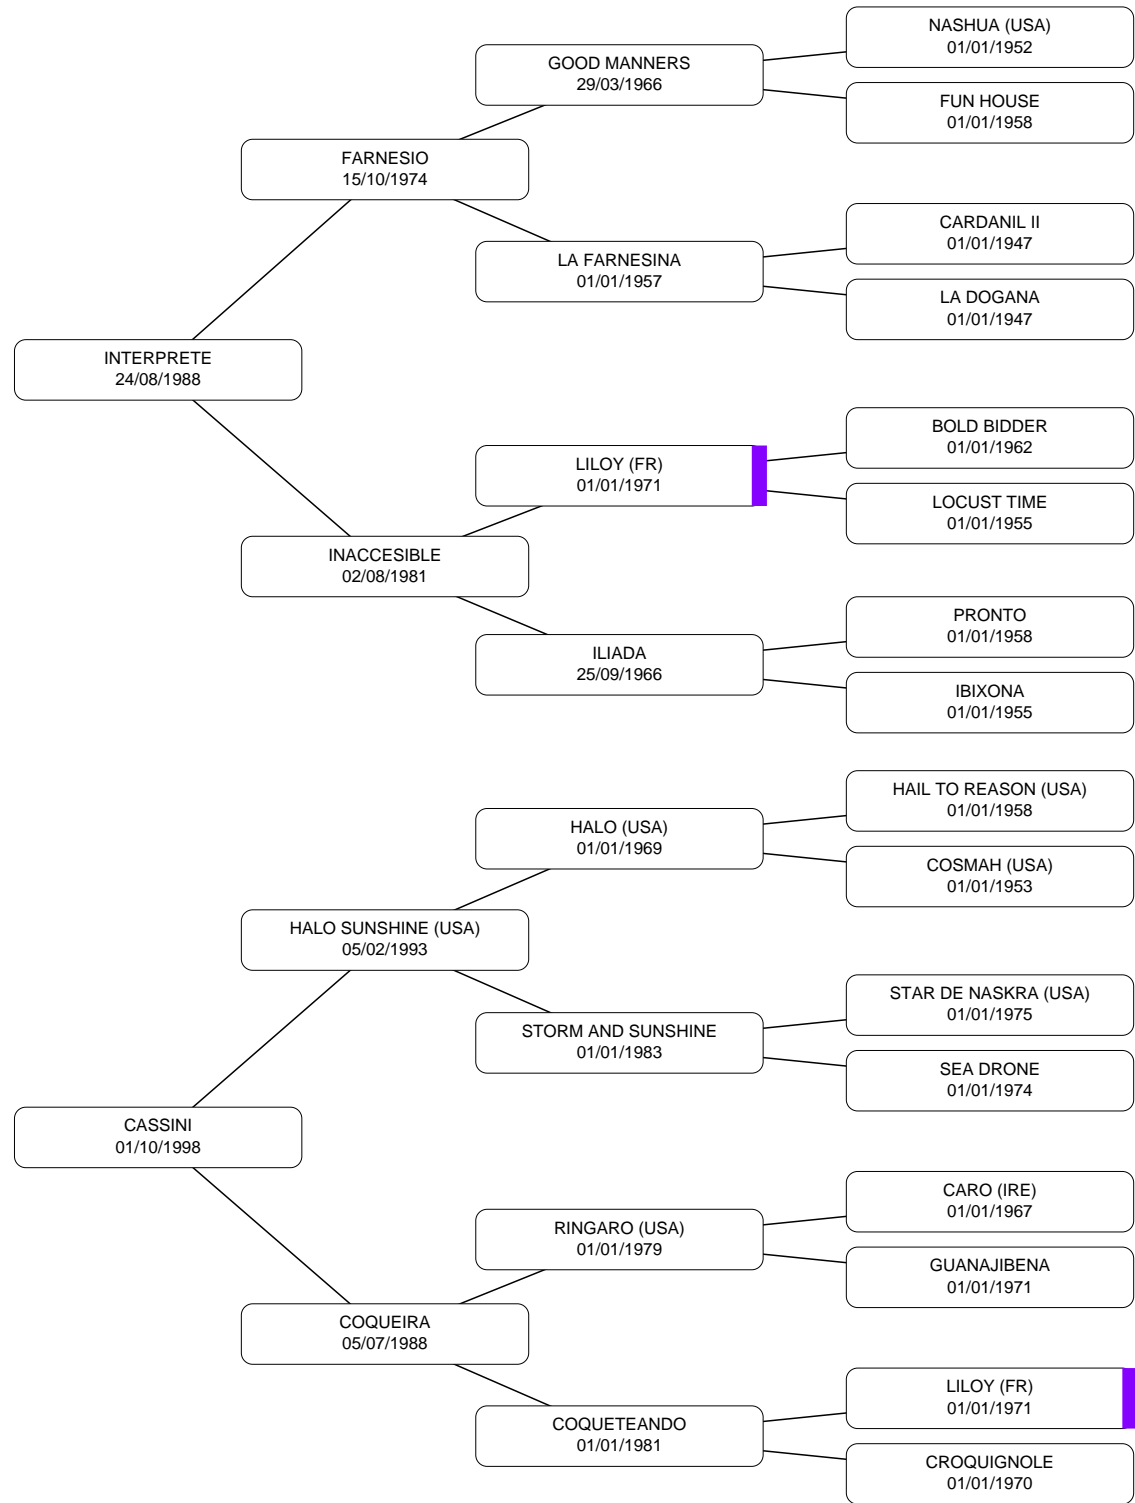 NASHUA (USA)
01/01/1952
GOOD MANNERS
29/03/1966
FUN HOUSE
01/01/1958
FARNESIO
15/10/1974
CARDANIL II
01/01/1947
LA FARNESINA
01/01/1957
LA DOGANA
01/01/1947
INTERPRETE
24/08/1988
BOLD BIDDER
01/01/1962
LILOY (FR)
01/01/1971
LOCUST TIME
01/01/1955
INACCESIBLE
02/08/1981
PRONTO
01/01/1958
ILIADA
25/09/1966
IBIXONA
01/01/1955
HAIL TO REASON (USA)
01/01/1958
HALO (USA)
01/01/1969
COSMAH (USA)
01/01/1953
HALO SUNSHINE (USA)
05/02/1993
STAR DE NASKRA (USA)
01/01/1975
STORM AND SUNSHINE
01/01/1983
SEA DRONE
01/01/1974
CASSINI
01/10/1998
CARO (IRE)
01/01/1967
RINGARO (USA)
01/01/1979
GUANAJIBENA
01/01/1971
COQUEIRA
05/07/1988
LILOY (FR)
01/01/1971
COQUETEANDO
01/01/1981
CROQUIGNOLE
01/01/1970